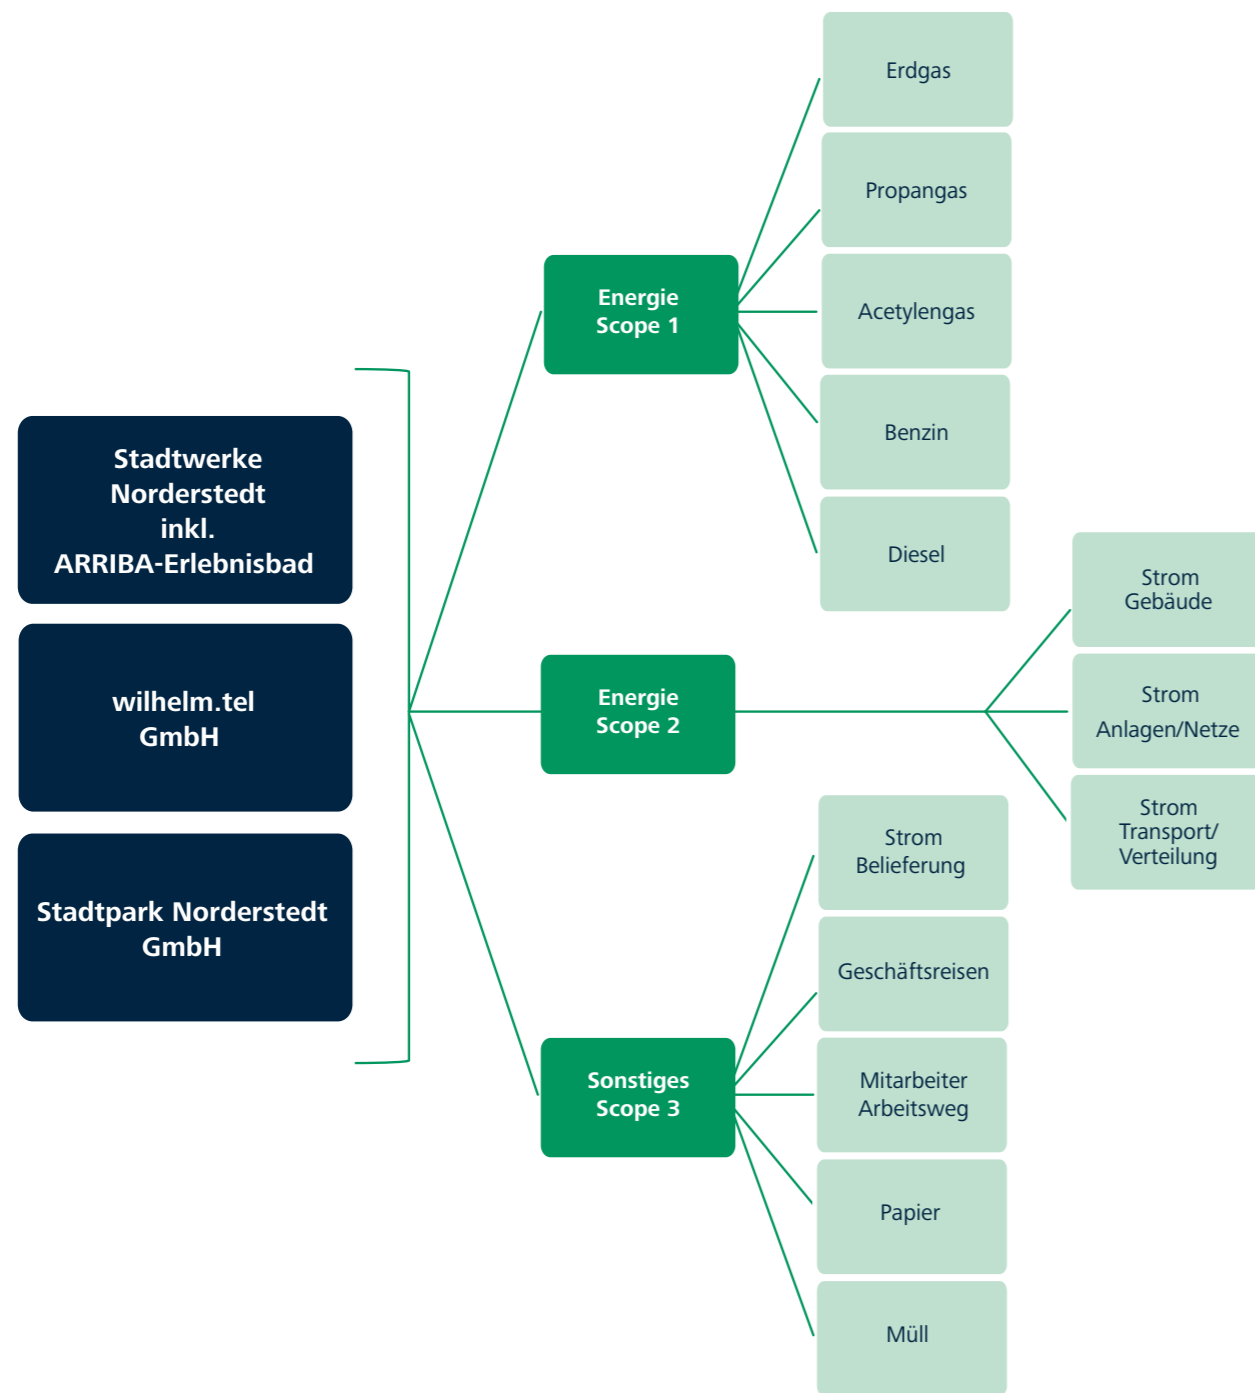 Stadtwerke
Norderstedt
inkl.
ARRIBA-Erlebnisbad
wilhelm.tel
GmbH
Stadtpark Norderstedt
GmbH
Energie
Scope 1
Erdgas
Propangas
Acetylengas
Benzin
Diesel
Energie
Scope 2
Strom
Gebäude
Strom
Anlagen/Netze
Strom
Transport/
Verteilung
Sonstiges
Scope 3
Strom
Belieferung
Geschäftsreisen
Mitarbeiter
Arbeitsweg
Papier
Müll